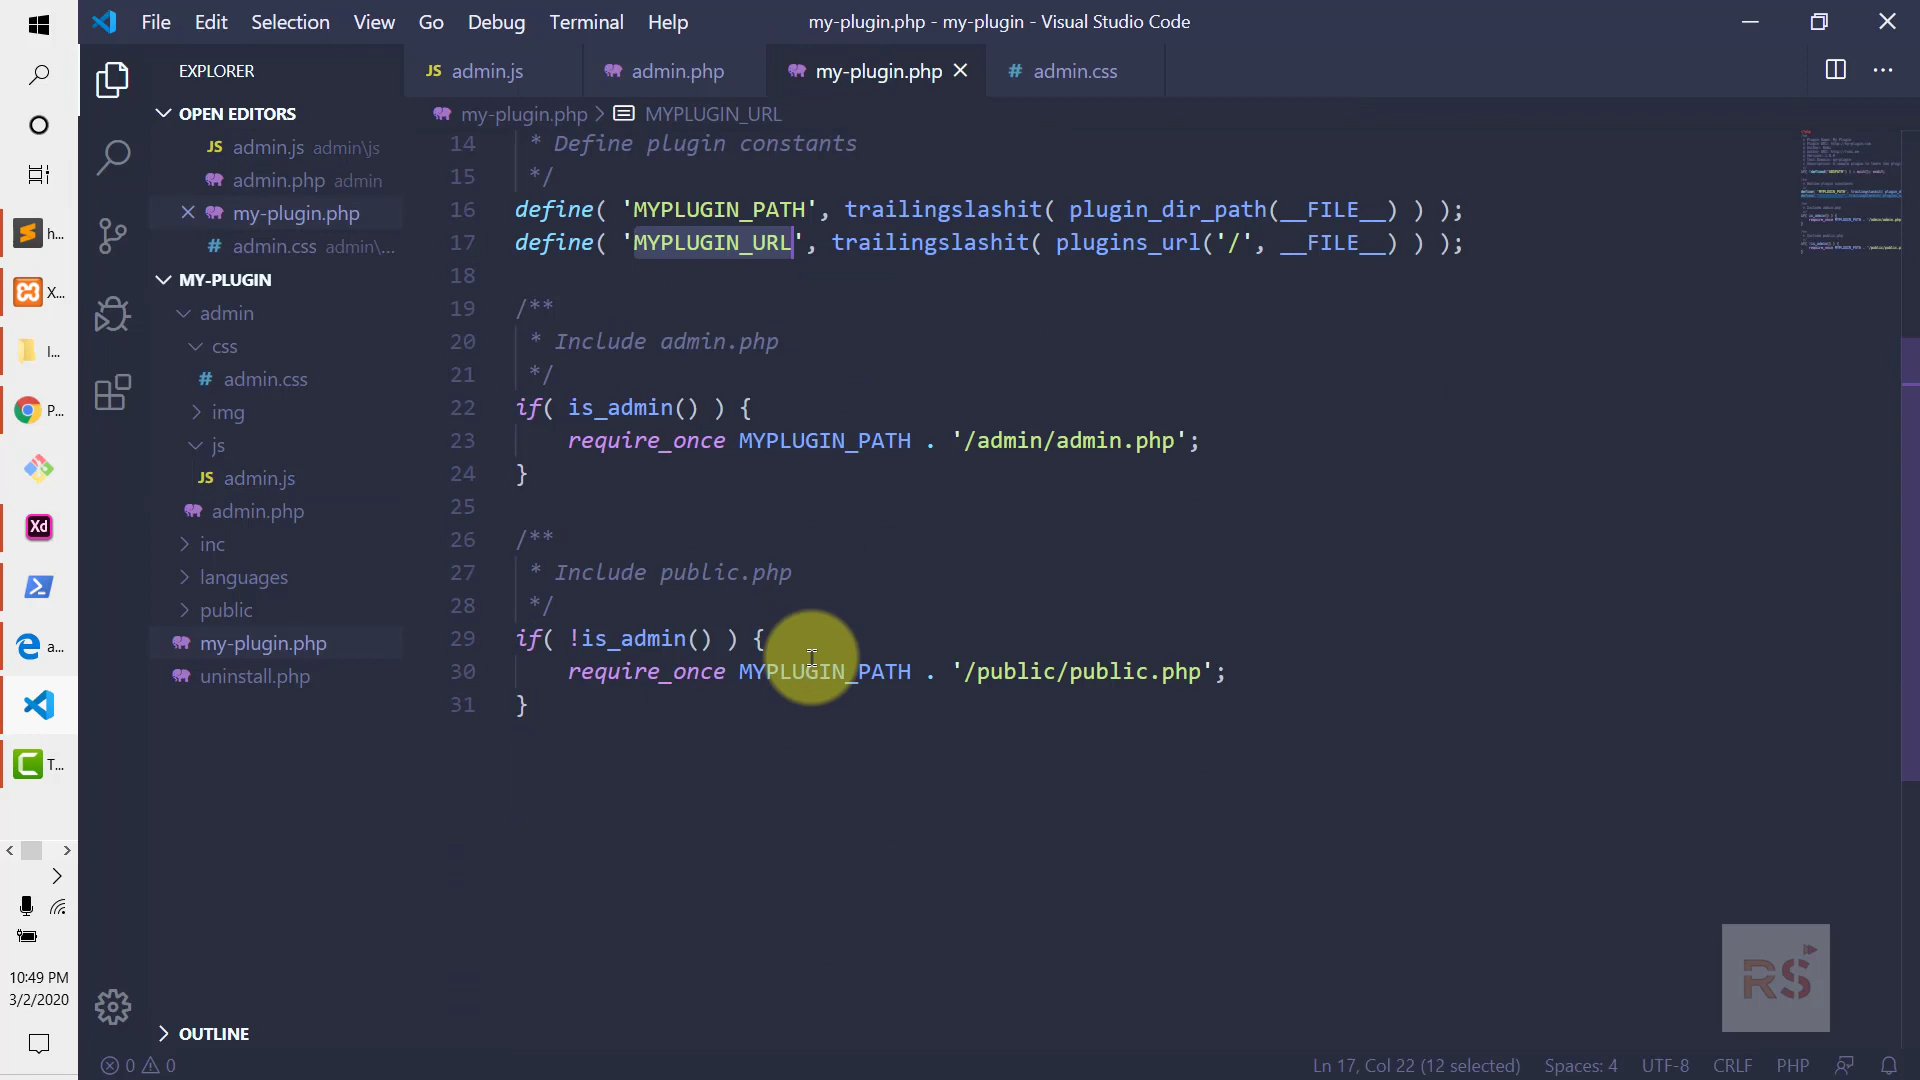 File Edit Selection View Go Debug Terminal Help
my-plugin.php - my-plugin - Visual Studio Code
EXPLORER
JS admin.js
admin.php
my-plugin.php
# admin.css
OPEN EDITORS
JS admin.js admin\js
admin.php admin
my-plugin.php
# admin.css admin\...
MY-PLUGIN
admin
css
# admin.css
img
js
JS admin.js
admin.php
inc
languages
public
my-plugin.php
uninstall.php
OUTLINE
my-plugin.php > MYPLUGIN_URL
14 * Define plugin constants
15 */
16 define( 'MYPLUGIN_PATH', trailingslashit( plugin_dir_path(__FILE__) ) );
17 define( 'MYPLUGIN_URL', trailingslashit( plugins_url('/', __FILE__) ) );
18
19 /**
20 * Include admin.php
21 */
22 if( is_admin() ) {
23 require_once MYPLUGIN_PATH . '/admin/admin.php';
24 }
25
26 /**
27 * Include public.php
28 */
29 if( !is_admin() ) {
30 require_once MYPLUGIN_PATH . '/public/public.php';
31 }
h...
X...
I...
P...
Xd
a...
T...
10:49 PM
3/2/2020
RS
0 0
Ln 17, Col 22 (12 selected)
Spaces: 4
UTF-8
CRLF
PHP